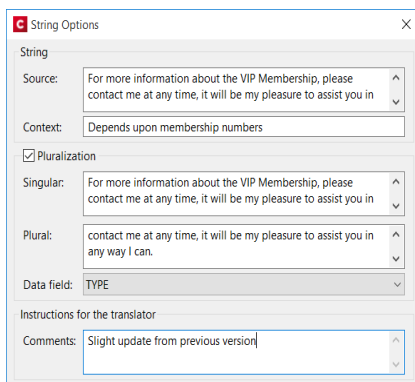 C String Options
String
Source: For more information about the VIP Membership, please
contact me at any time, it will be my pleasure to assist you in
Context: Depends upon membership numbers
Pluralization
Singular: For more information about the VIP Membership, please
contact me at any time, it will be my pleasure to assist you in
Plural: contact me at any time, it will be my pleasure to assist you in
any way I can.
Data field: TYPE
Instructions for the translator
Comments: Slight update from previous version